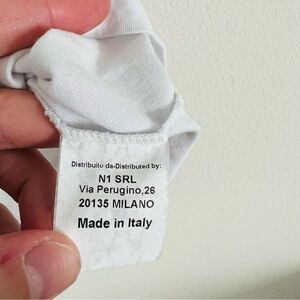 Distribuito da-Distributed by:
N1 SRL
Via Perugino,26
20135 MILANO
Made in Italy